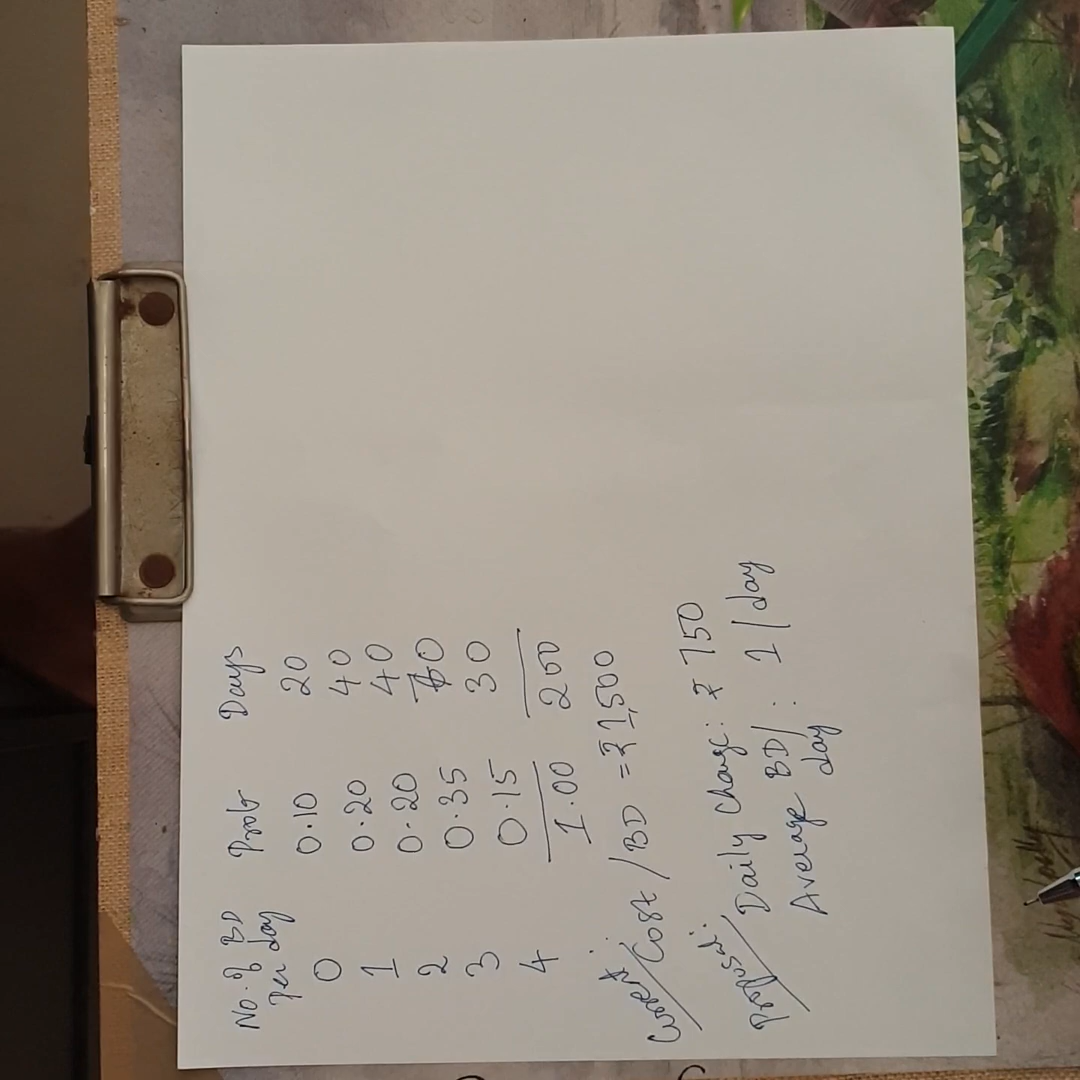 No. of BD Prob Days
per day
0 0.10 20
1 0.20 40
2 0.20 40
3 0.35 70
4 0.15 30
1.00 200
Current: Cost / BD = ₹ 1,500
Proposed: Daily Charge: ₹ 750
Average BD/ : 1 / day
day